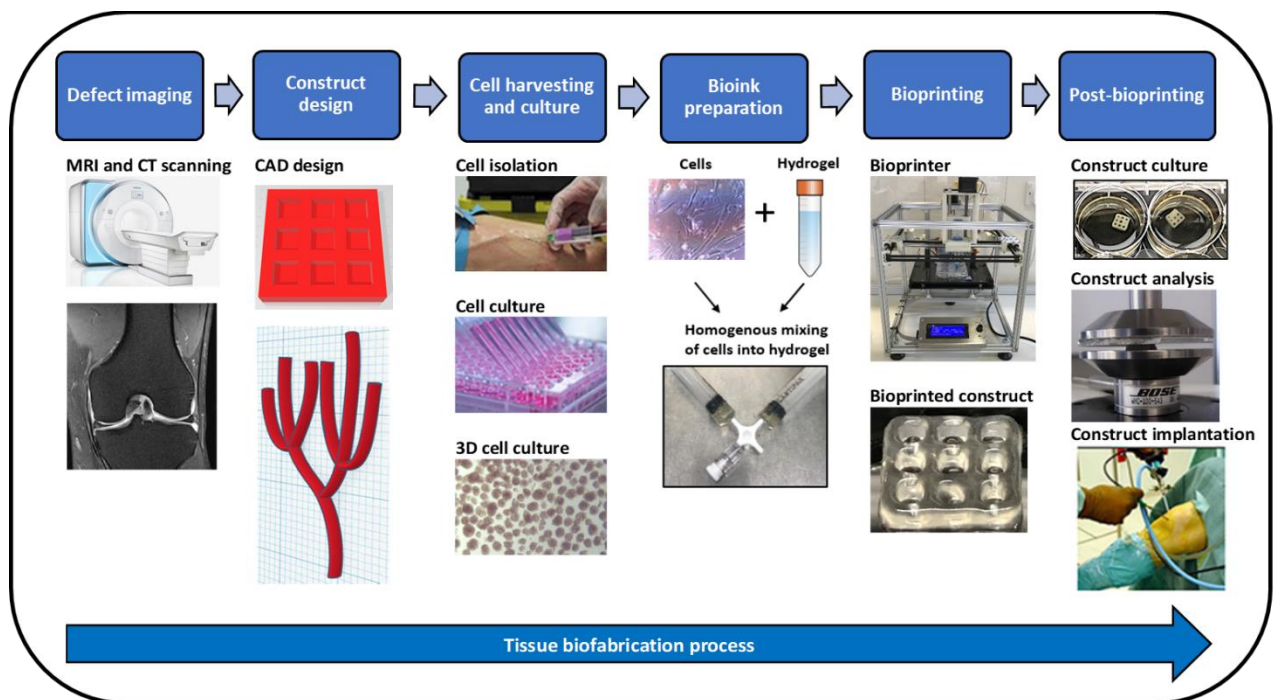 Defect imaging
Construct
design
Cell harvesting
and culture
Bioink
preparation
Bioprinting
Post-bioprinting
MRI and CT scanning
CAD design
Cell isolation
Cell culture
3D cell culture
Cells
Hydrogel
+
Homogenous mixing
of cells into hydrogel
Bioprinter
Bioprinted construct
Construct culture
Construct analysis
BOSE
Construct implantation
Tissue biofabrication process